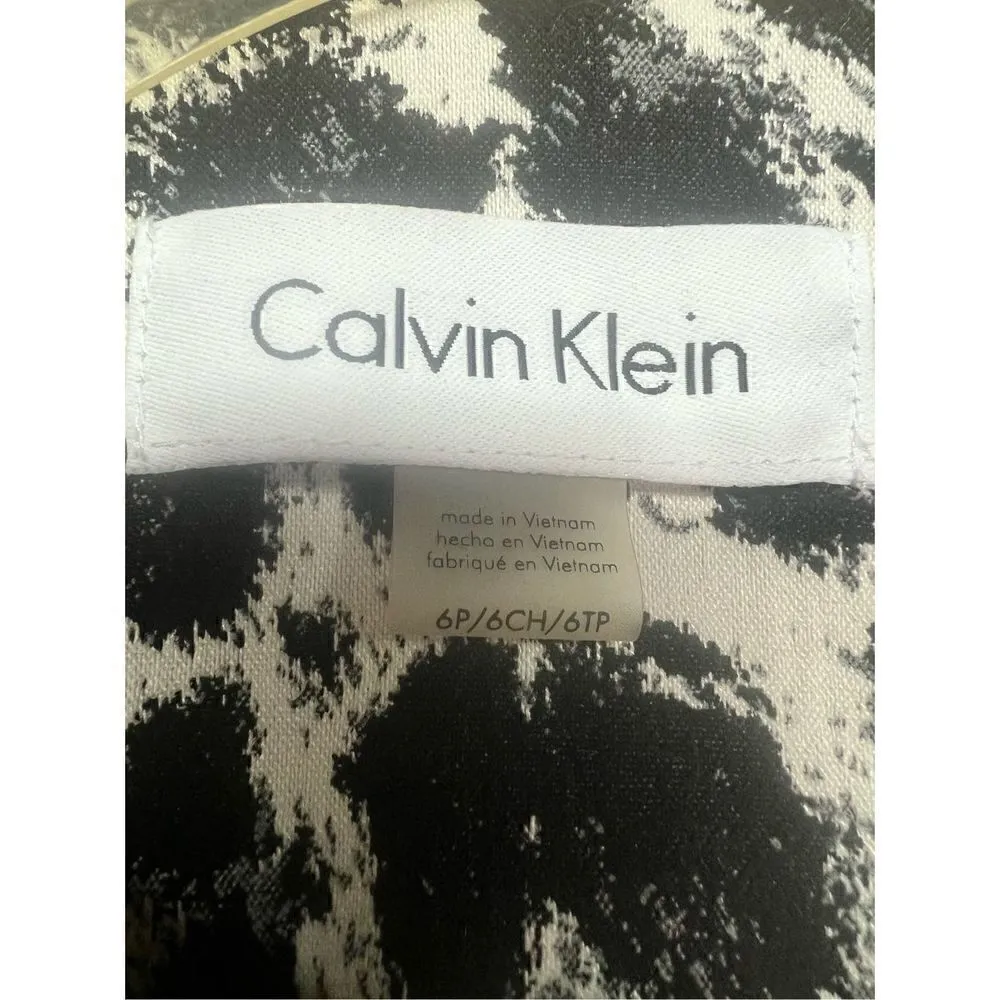 Calvin Klein
made in Vietnam
hecho en Vietnam
fabriqué en Vietnam
6P/6CH/6TP